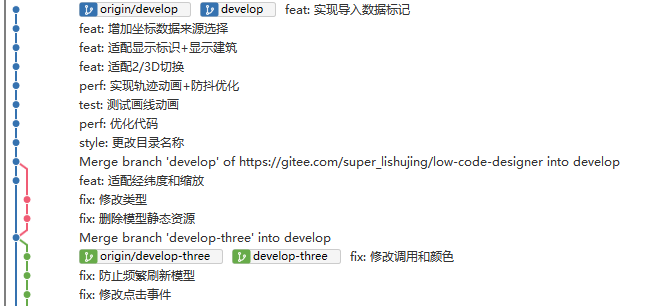 origin/develop develop feat: 实现导入数据标记
feat: 增加坐标数据来源选择
feat: 适配显示标识+显示建筑
feat: 适配2/3D切换
perf: 实现轨迹动画+防抖优化
test: 测试画线动画
perf: 优化代码
style: 更改目录名称
Merge branch 'develop' of https://gitee.com/super_lishujing/low-code-designer into develop
feat: 适配经纬度和缩放
fix: 修改类型
fix: 删除模型静态资源
Merge branch 'develop-three' into develop
origin/develop-three develop-three fix: 修改调用和颜色
fix: 防止频繁刷新模型
fix: 修改点击事件